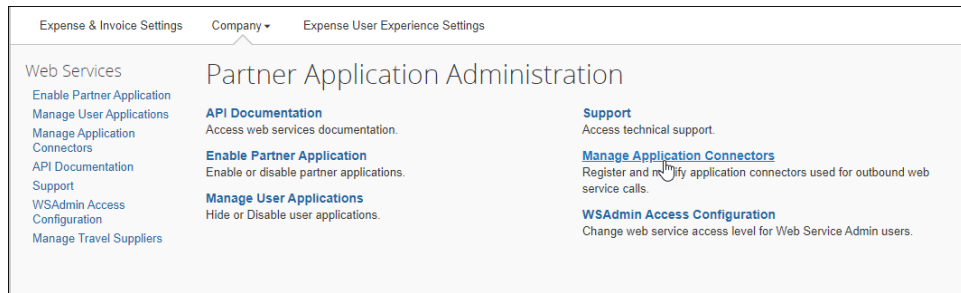 Expense & Invoice Settings
Company
Expense User Experience Settings
Web Services
Enable Partner Application
Manage User Applications
Manage Application
Connectors
API Documentation
Support
WSAdmin Access
Configuration
Manage Travel Suppliers
Partner Application Administration
API Documentation
Access web services documentation.
Enable Partner Application
Enable or disable partner applications.
Manage User Applications
Hide or Disable user applications.
Support
Access technical support.
Manage Application Connectors
Register and application connectors used for outbound web
service calls.
WSAdmin Access Configuration
Change web service access level for Web Service Admin users.